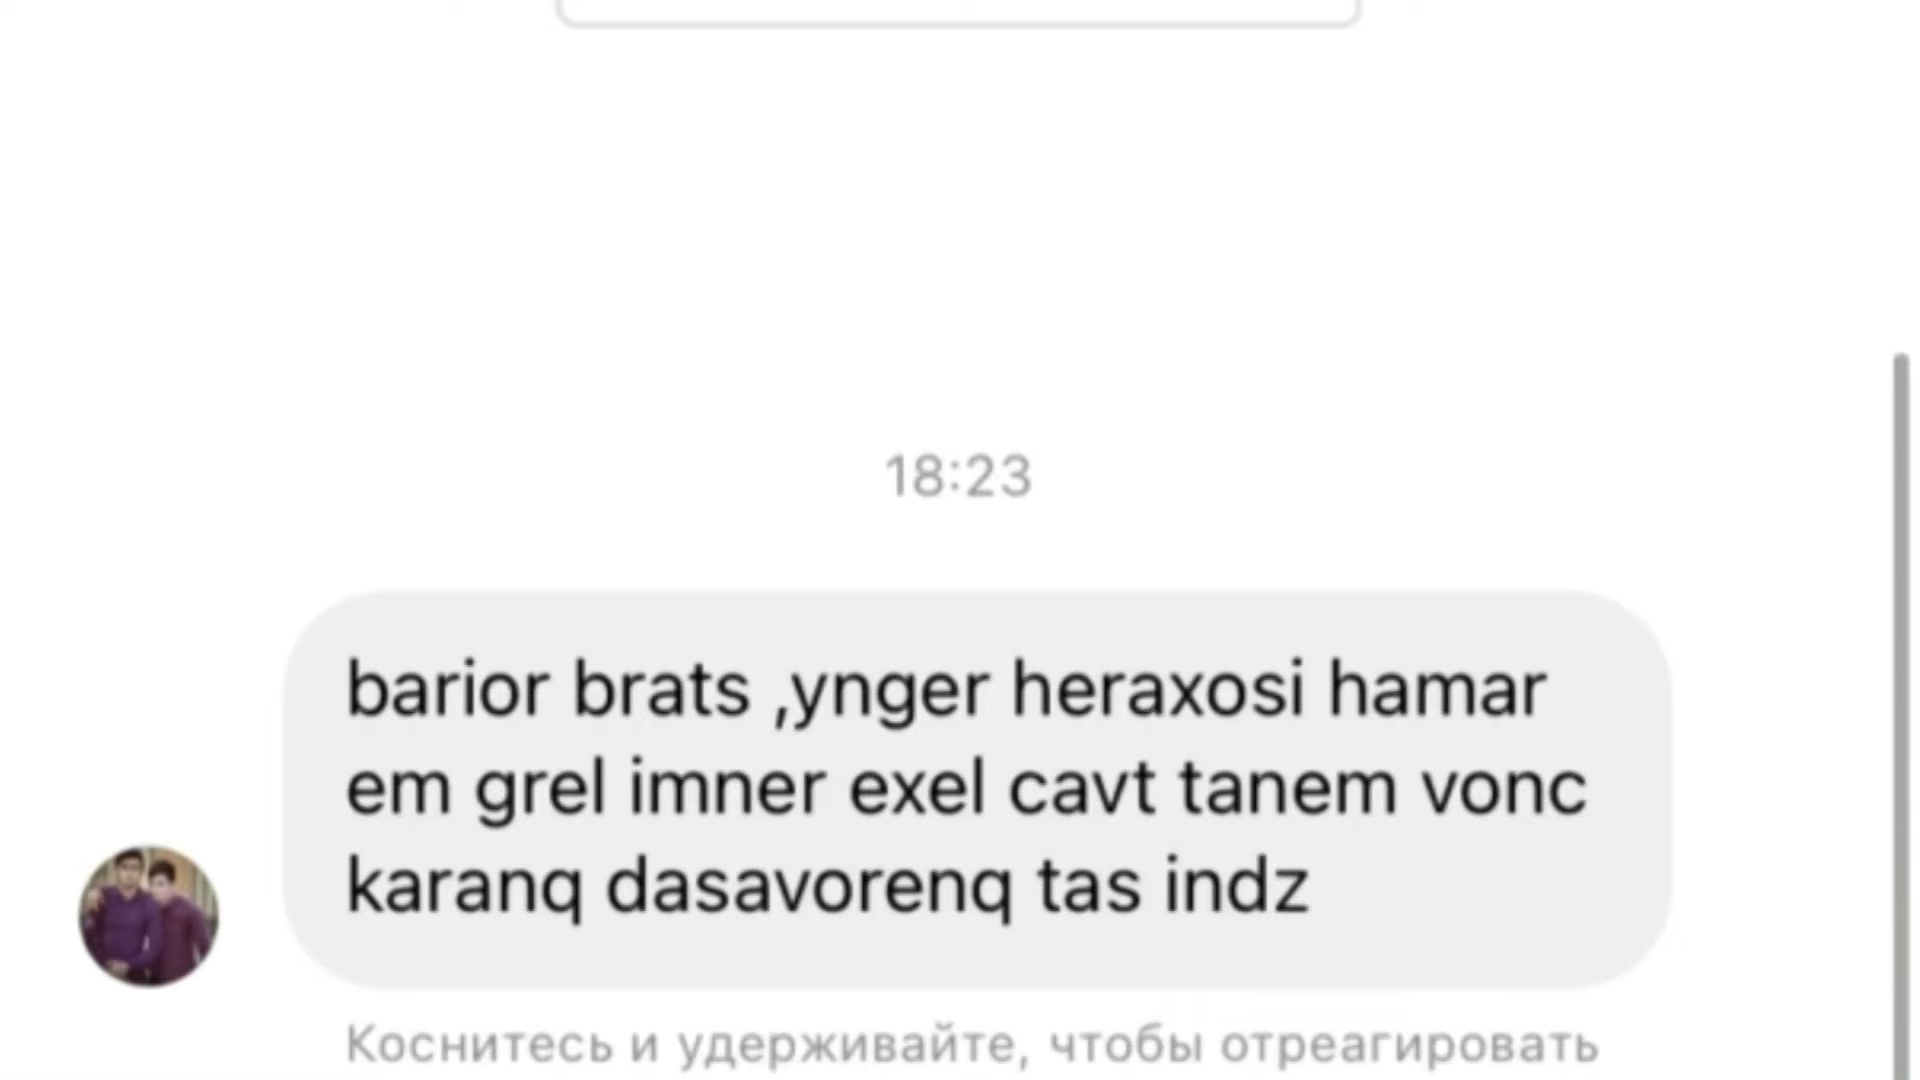 18:23
barior brats ,ynger heraxosi hamar
em grel imner exel cavt tanem vonc
karanq dasavorenq tas indz
Коснитесь и удерживайте, чтобы отреагировать